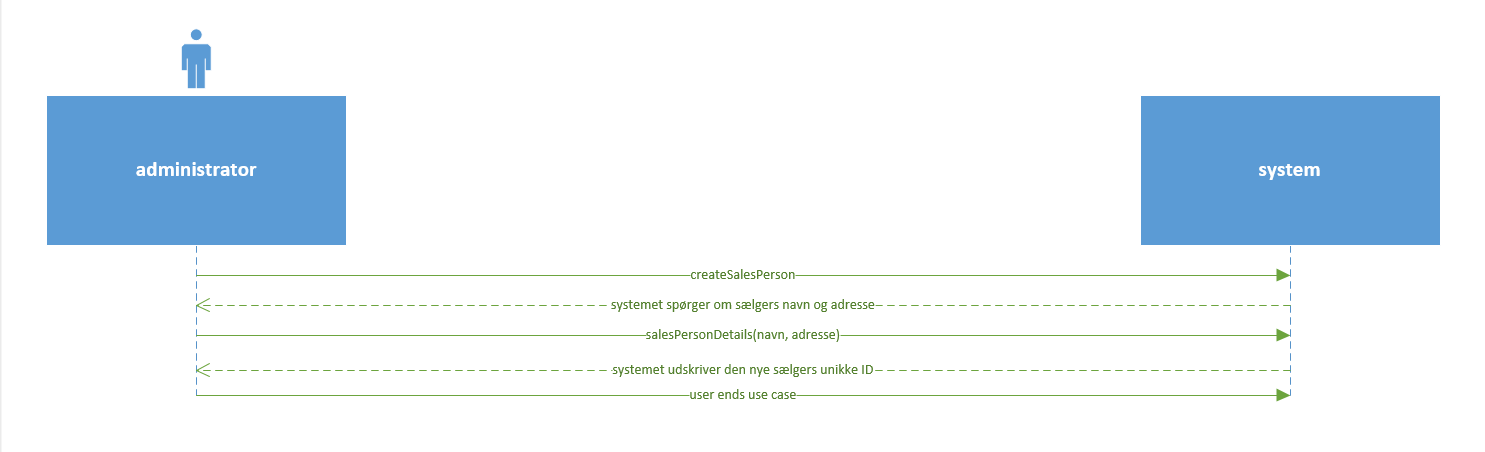 administrator
system
createSalesPerson
systemet spørger om sælgers navn og adresse
salesPersonDetails(navn, adresse)
systemet udskriver den nye sælgers unikke ID
user ends use case